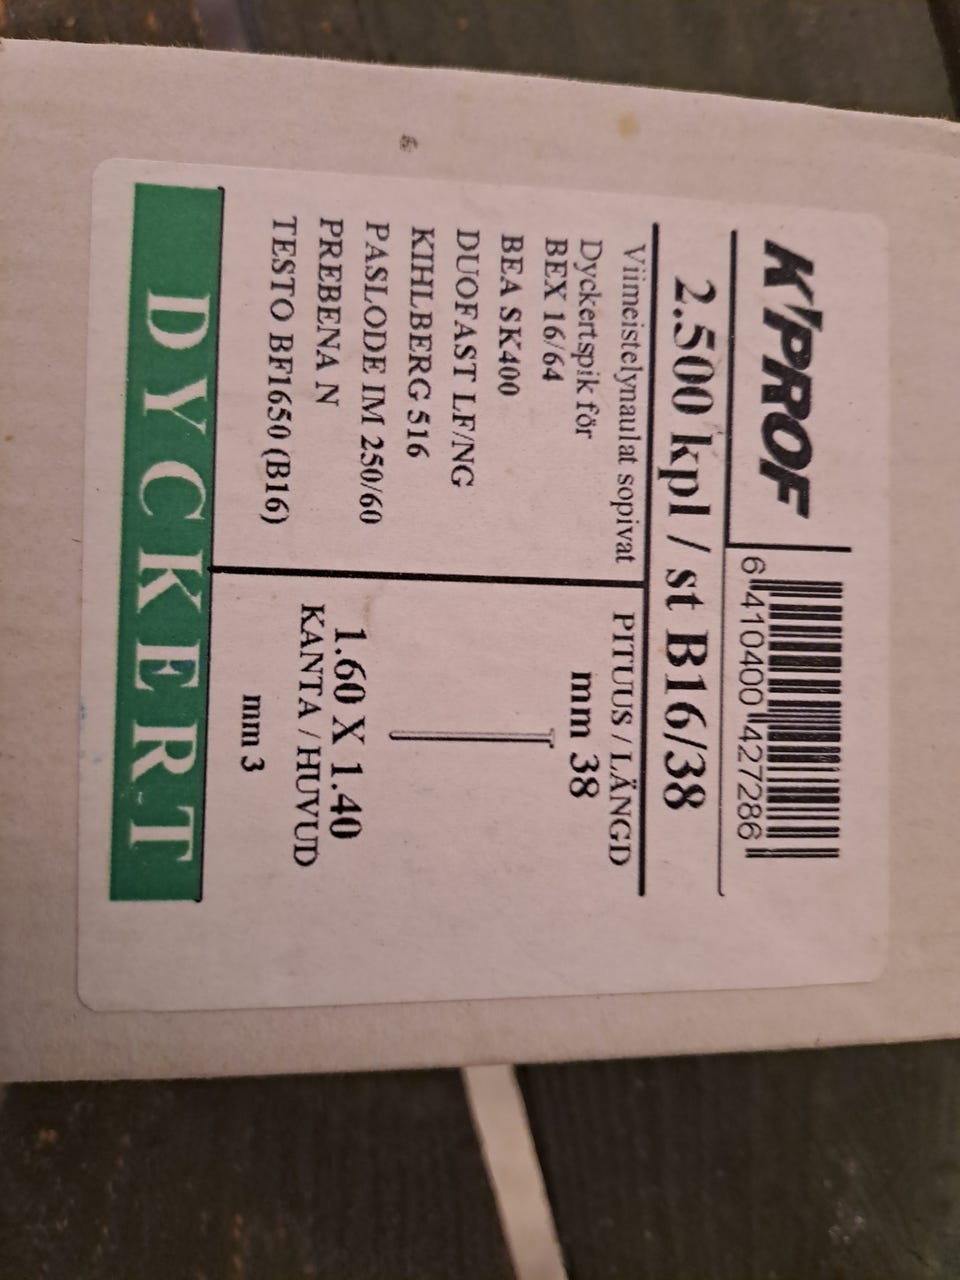 K'PROF
6 410400 427286
2.500 kpl / st B16/38
Viimeistelynaulat sopivat
Dyckertspik för
BEX 16/64
BEA SK400
DUOFAST LF/NG
KIHLBERG 516
PASLODE IM 250/60
PREBENA N
TESTO BF1650 (B16)
PITUUS / LÄNGD
mm 38
1.60 X 1.40
KANTA / HUVUD
mm 3
DYCKERT